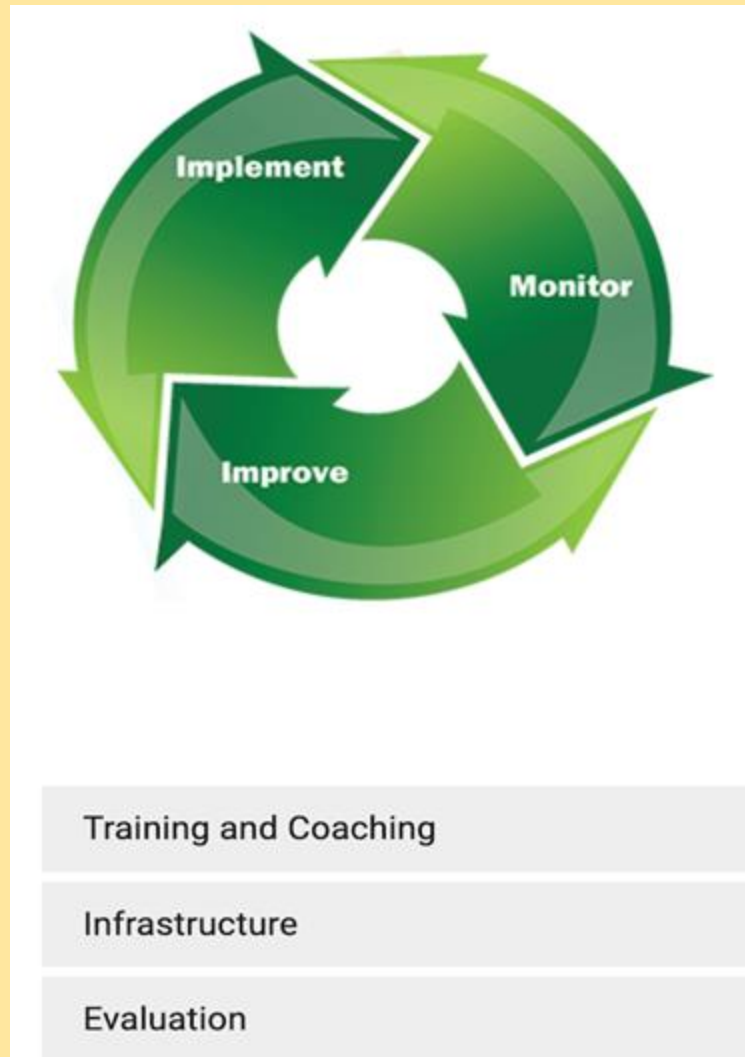 Implement
Monitor
Improve
Training and Coaching
Infrastructure
Evaluation